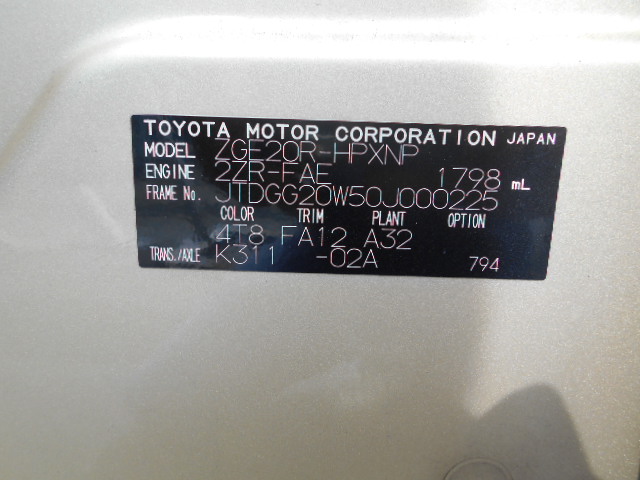 TOYOTA MOTOR CORPORATION JAPAN
MODEL ZGE20R-HPXNP
ENGINE 2ZR-FAE 1798 mL
FRAME No. JTDGG20W50J000225
COLOR TRIM PLANT OPTION
4T8 FA12 A32
TRANS./AXLE K311 -02A 794